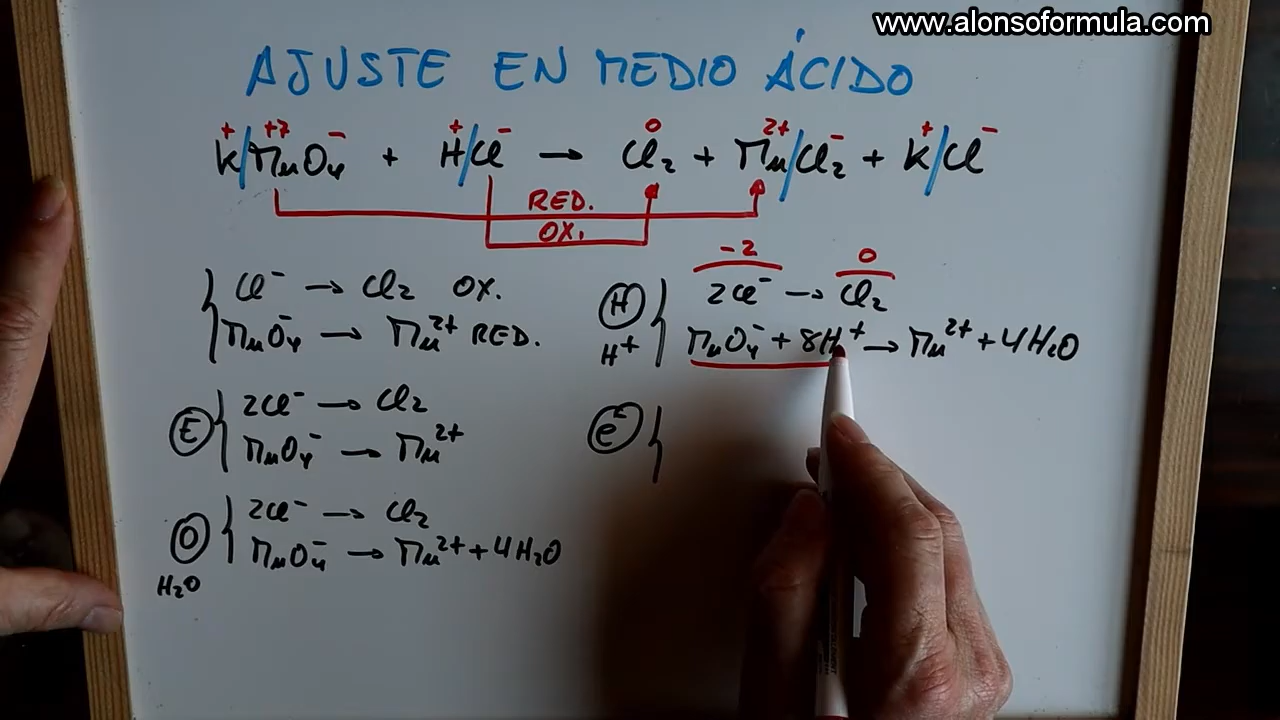 www.alonsoformula.com
AJUSTE EN MEDIO ÁCIDO
+ +7 − + − 0 2+ − + −
K/MnO₄ + H/Cl → Cl₂ + Mn/Cl₂ + K/Cl
RED.
OX.
Cl⁻ → Cl₂ OX.
MnO₄⁻ → Mn²⁺ RED.
E
2Cl⁻ → Cl₂
MnO₄⁻ → Mn²⁺
O
H₂O
2Cl⁻ → Cl₂
MnO₄⁻ → Mn²⁺ + 4H₂O
-2 0
H
H⁺
2Cl⁻ → Cl₂
MnO₄⁻ + 8H⁺ → Mn²⁺ + 4H₂O
e⁻